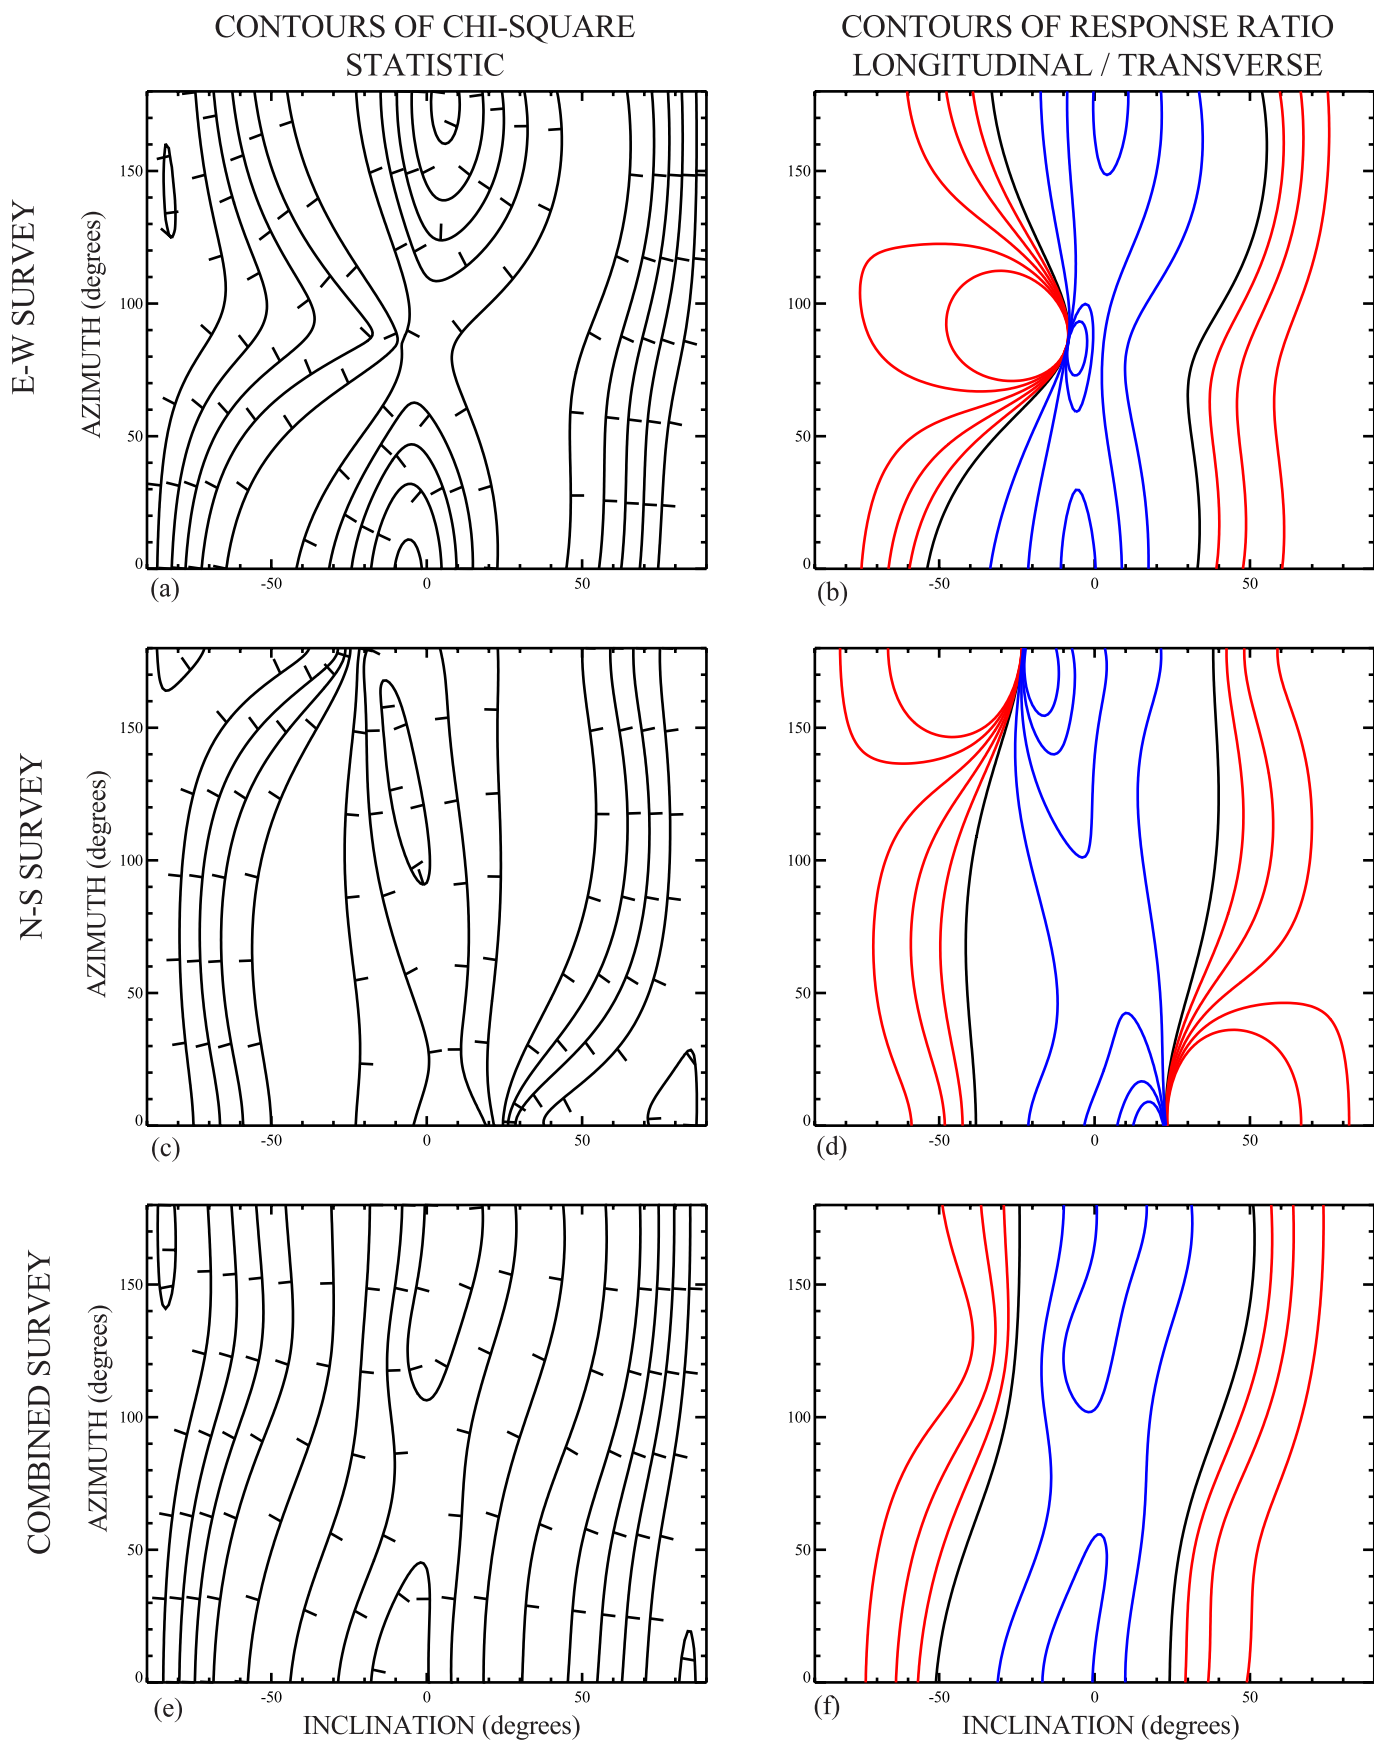 CONTOURS OF CHI-SQUARE
STATISTIC
CONTOURS OF RESPONSE RATIO
LONGITUDINAL / TRANSVERSE
E-W SURVEY
AZIMUTH (degrees)
150
100
50
0
-50
0
50
(a)
150
100
50
0
-50
0
50
(b)
N-S SURVEY
AZIMUTH (degrees)
150
100
50
0
-50
0
50
(c)
150
100
50
0
-50
0
50
(d)
COMBINED SURVEY
AZIMUTH (degrees)
150
100
50
0
-50
0
50
(e)
INCLINATION (degrees)
150
100
50
0
-50
0
50
(f)
INCLINATION (degrees)